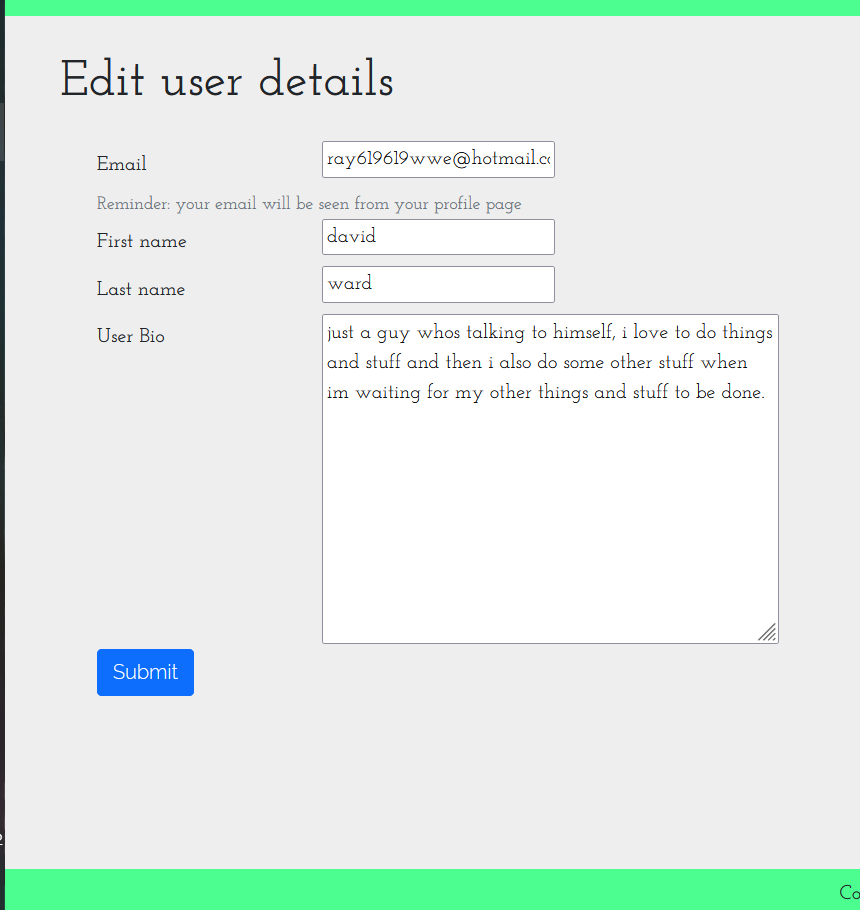 Edit user details
Email
ray619619wwe@hotmail.c
Reminder: your email will be seen from your profile page
First name
david
Last name
ward
User Bio
just a guy whos talking to himself, i love to do things
and stuff and then i also do some other stuff when
im waiting for my other things and stuff to be done.
Submit
Co